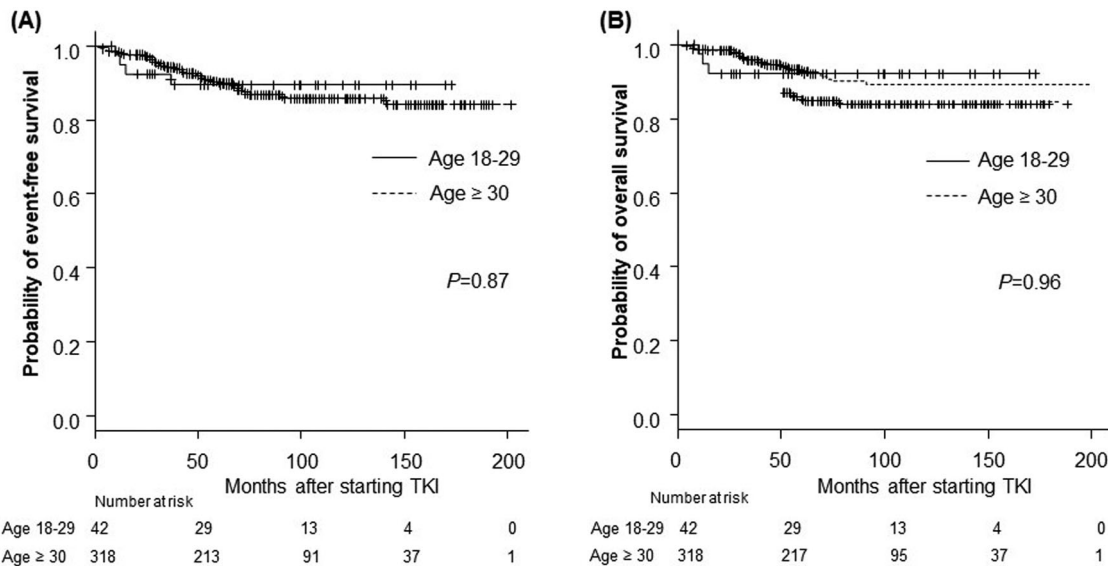 (A)
Probability of event-free survival
1.0
0.8
0.6
0.4
0.2
0.0
Age 18-29
Age ≥ 30
P=0.87
0 50 100 150 200
Months after starting TKI
Number at risk
Age 18-29 42 29 13 4 0
Age ≥ 30 318 213 91 37 1
(B)
Probability of overall survival
1.0
0.8
0.6
0.4
0.2
0.0
Age 18-29
Age ≥ 30
P=0.96
0 50 100 150 200
Months after starting TKI
Number at risk
Age 18-29 42 29 13 4 0
Age ≥ 30 318 217 95 37 1